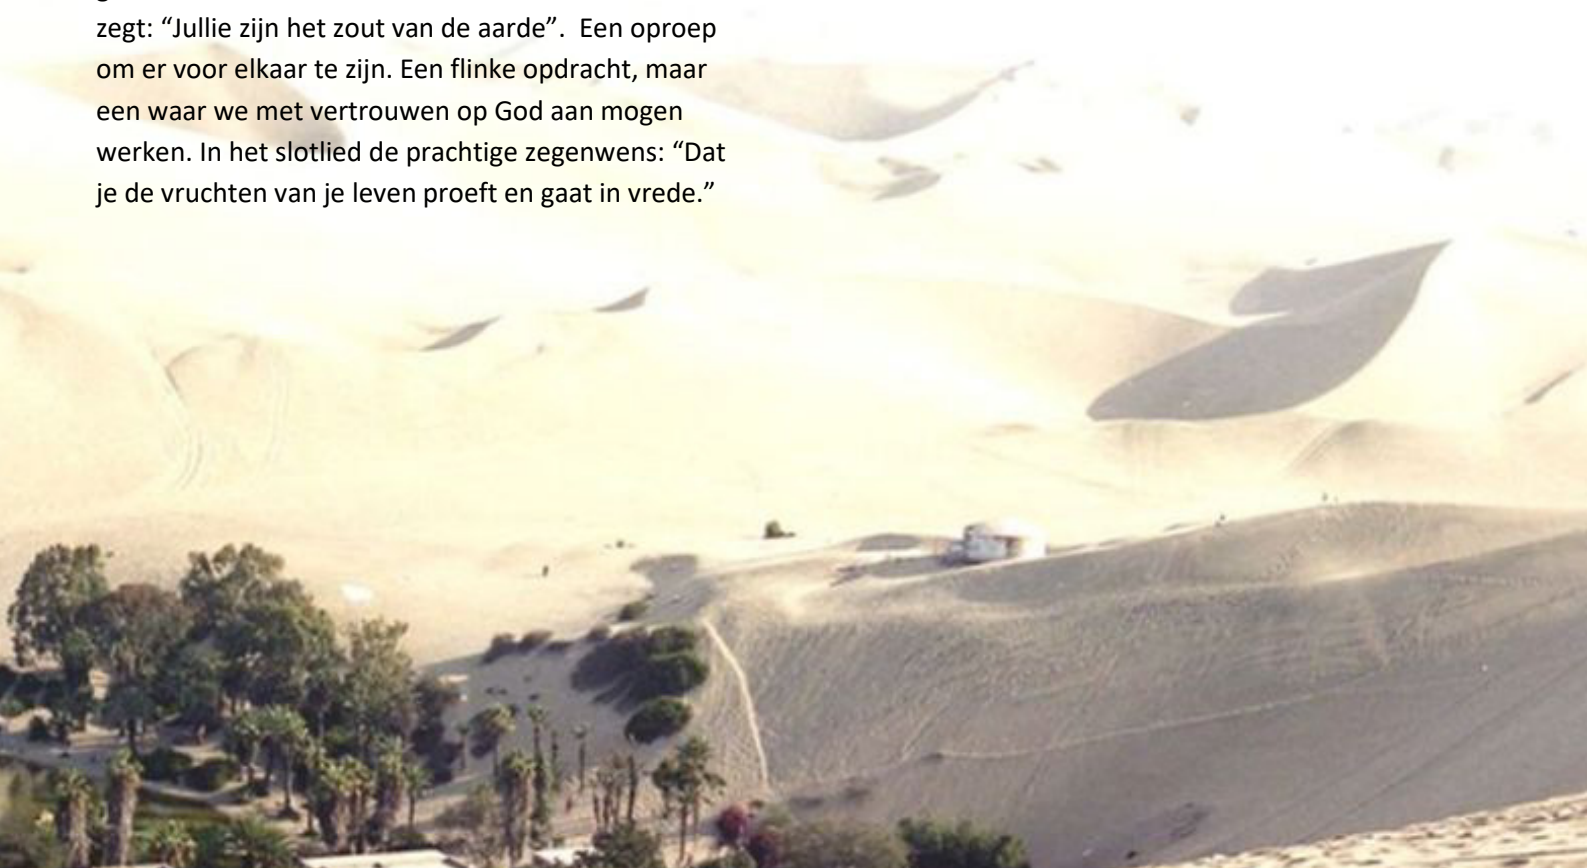 zegt: “Jullie zijn het zout van de aarde”.  Een oproep
om er voor elkaar te zijn. Een flinke opdracht, maar
een waar we met vertrouwen op God aan mogen
werken. In het slotlied de prachtige zegenwens: “Dat
je de vruchten van je leven proeft en gaat in vrede.”